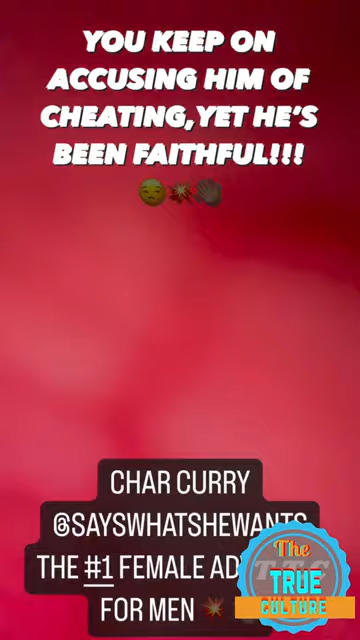 YOU KEEP ON
ACCUSING HIM OF
CHEATING,YET HE'S
BEEN FAITHFUL!!!
CHAR CURRY
@SAYSWHATSHEWANTS
THE #1 FEMALE
FOR MEN
The
TRUE
CULTURE